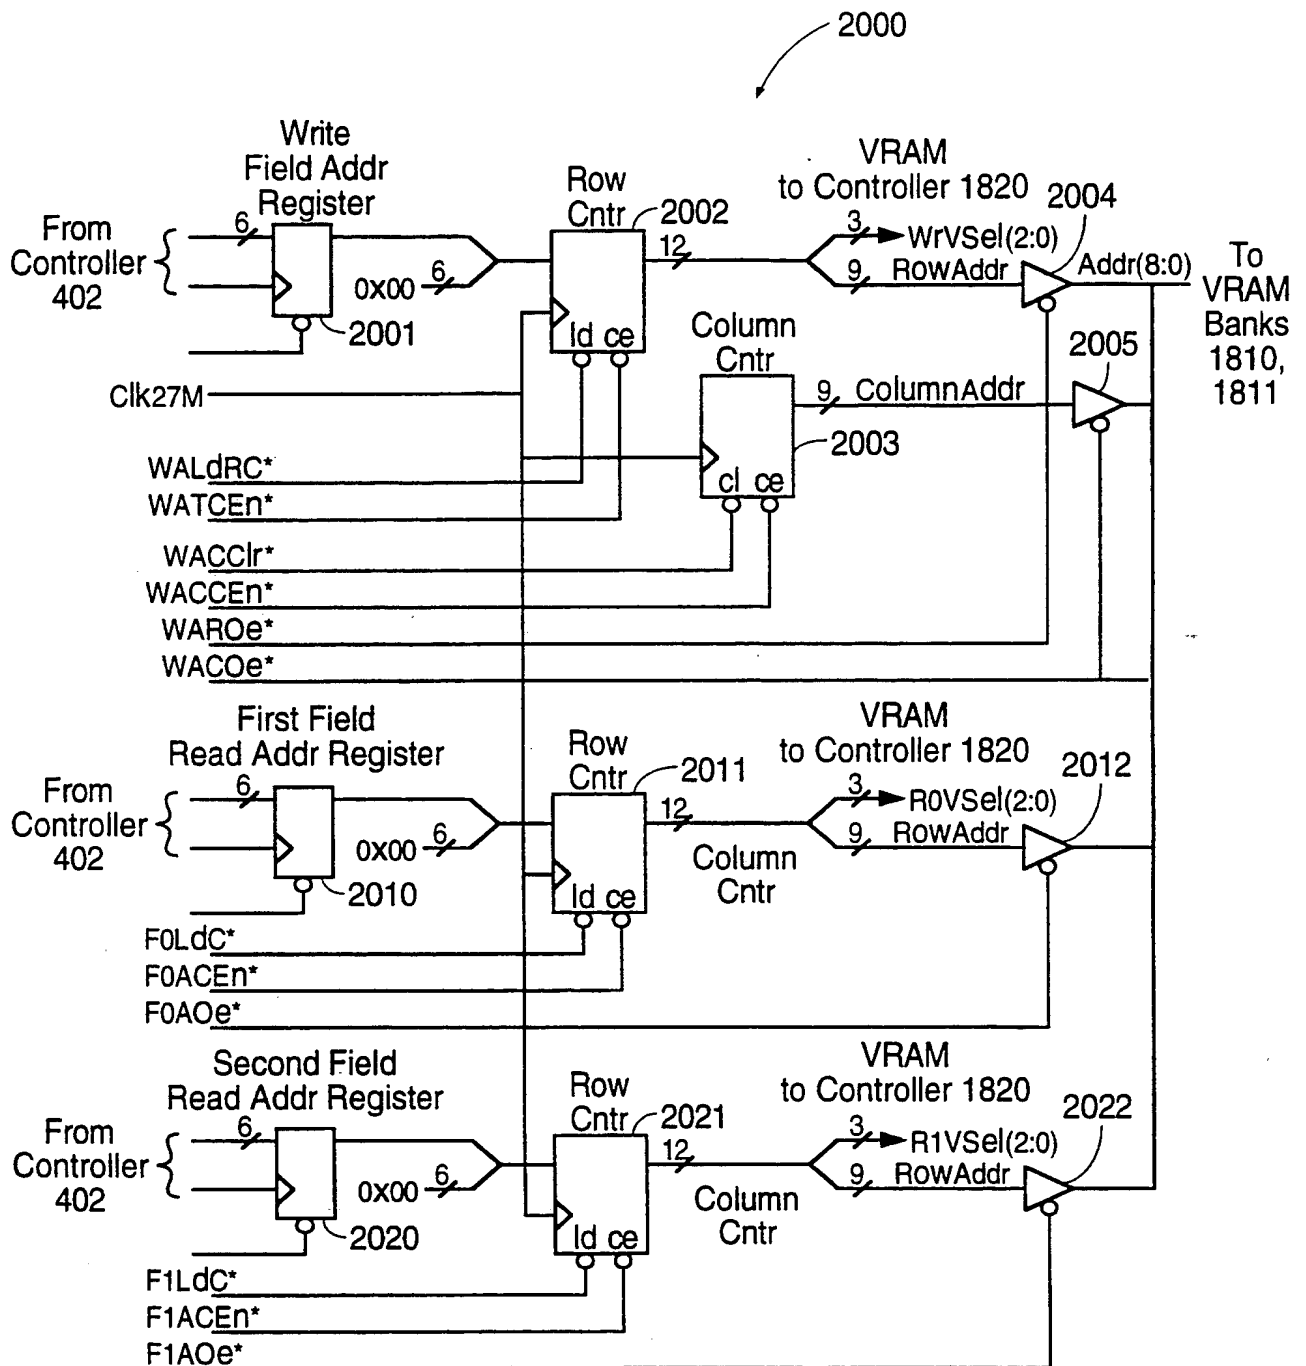 2000
Write
Field Addr
Register
From
Controller
402
6
2001
0X00
6
Row
Cntr
2002
12
ld ce
VRAM
to Controller 1820
3
WrVSel(2:0)
9
RowAddr
2004
Addr(8:0)
To
VRAM
Banks
1810,
1811
Clk27M
Column
Cntr
9
ColumnAddr
2005
2003
cl ce
WALdRC*
WATCEn*
WACClr*
WACCEn*
WAROe*
WACOe*
First Field
Read Addr Register
From
Controller
402
6
2010
0X00
6
Row
Cntr
2011
12
ld ce
Column
Cntr
VRAM
to Controller 1820
3
R0VSel(2:0)
9
RowAddr
2012
F0LdC*
F0ACEn*
F0AOe*
Second Field
Read Addr Register
From
Controller
402
6
2020
0X00
6
Row
Cntr
2021
12
ld ce
Column
Cntr
VRAM
to Controller 1820
3
R1VSel(2:0)
9
RowAddr
2022
F1LdC*
F1ACEn*
F1AOe*